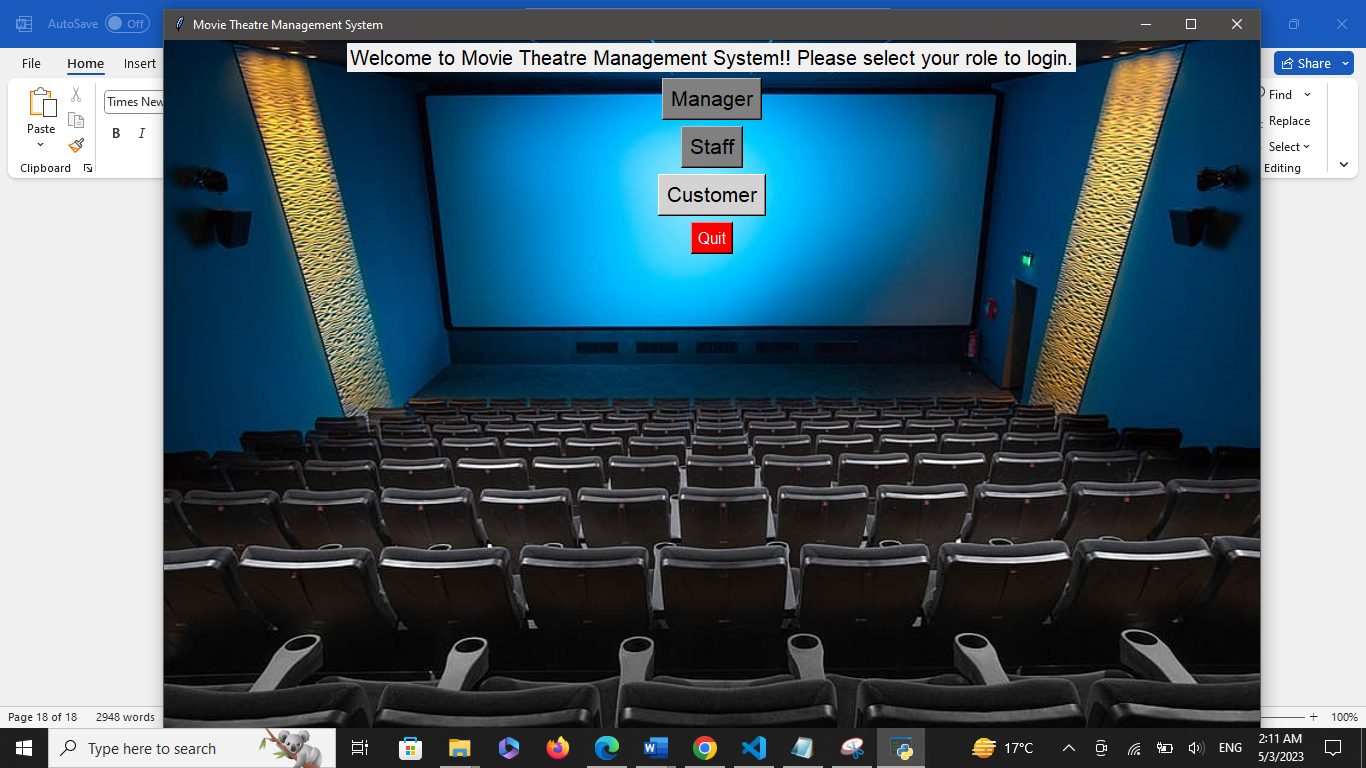 AutoSave Off
Movie Theatre Management System
File Home Insert
Share
Welcome to Movie Theatre Management System!! Please select your role to login.
Manager
Staff
Customer
Quit
Paste
Clipboard
Times New
B I
Find
Replace
Select
Editing
Page 18 of 18 2948 words
100%
Type here to search
17°C
ENG
2:11 AM
5/3/2023